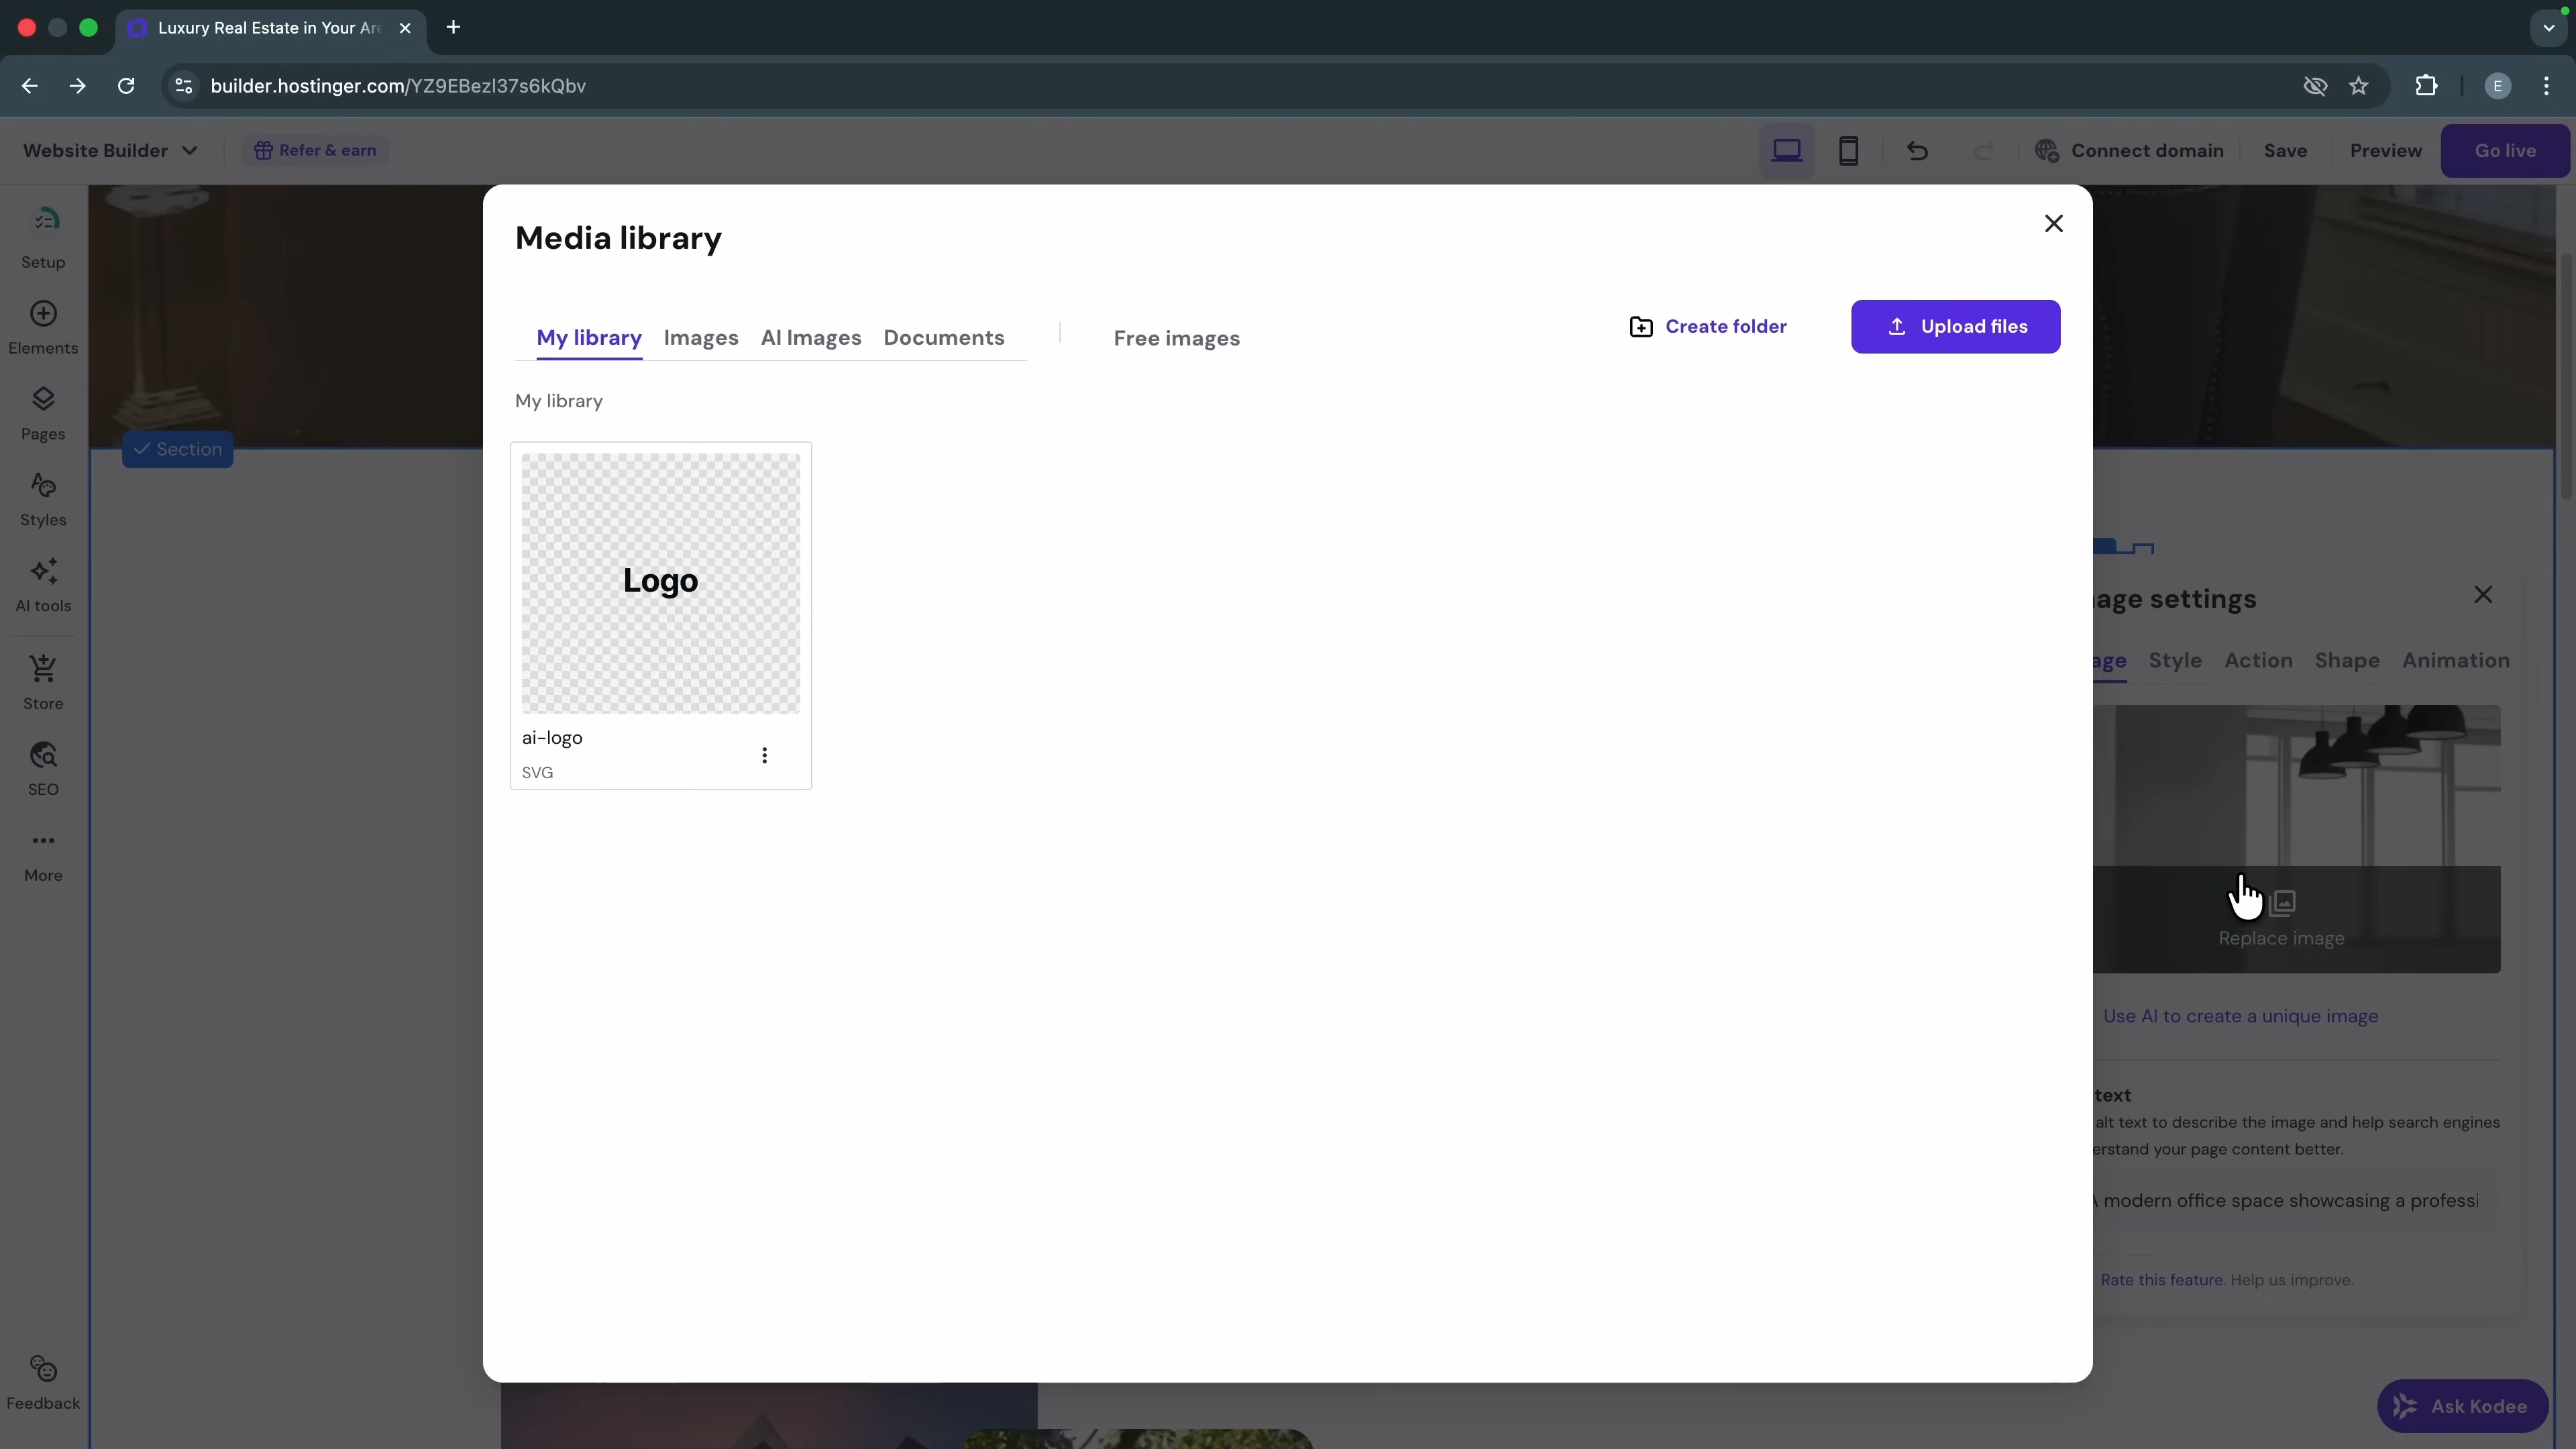 Luxury Real Estate in Your Are
builder.hostinger.com/YZ9EBezl37s6kQbv
E
Website Builder
Refer & earn
Connect domain
Save
Preview
Go live
Setup
Elements
Pages
Styles
AI tools
Store
SEO
More
Feedback
Section
Media library
My library
Images
AI Images
Documents
Free images
Create folder
Upload files
My library
Logo
ai-logo
SVG
age settings
age
Style
Action
Shape
Animation
Replace image
Use AI to create a unique image
text
alt text to describe the image and help search engines
erstand your page content better.
A modern office space showcasing a professi
Rate this feature. Help us improve.
Ask Kodee